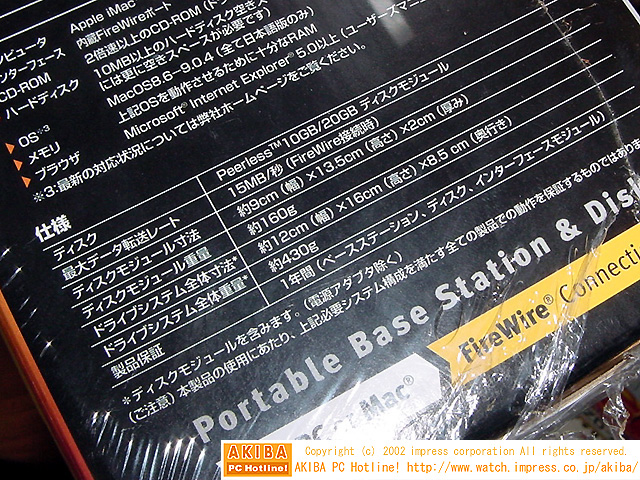 Apple iMac
内蔵FireWireポート
2倍速以上のCD-ROM
CD-ROM
10MB以上のハードディスク空き
ハードディスク
には更に空きスペースが必要です)
OS※3
MacOS8.6～9.0.4 (全て日本語版のみ)
メモリ
上記OSを動作させるために十分なRAM
ブラウザ
Microsoft® Internet Explorer® 5.0以上
※3:最新の対応状況については弊社ホームページをご覧ください。
仕様
ディスク
Peerless™ 10GB/20GB ディスクモジュール
最大データ転送レート
15MB/秒 (FireWire接続時)
ディスクモジュール寸法
約9cm (幅) ×13.5cm (高さ) ×2cm (厚み)
ディスクモジュール重量
約160g
ドライブシステム全体寸法*
約12cm (幅) ×16cm (高さ) ×8.5 cm (奥行き)
ドライブシステム全体重量*
約430g
製品保証
1年間 (ベースステーション、ディスク、インターフェースモジュール)
*ディスクモジュールを含みます。(電源アダプタ除く)
(ご注意) 本製品の使用にあたり、上記必要システム構成を満たす全ての製品での動作を保証するものではありま
Portable Base Station & Dis
Mac®
FireWire® Connecti
AKIBA
PC Hotline!
Copyright (c) 2002 impress corporation All rights reserved.
AKIBA PC Hotline! http://www.watch.impress.co.jp/akiba/